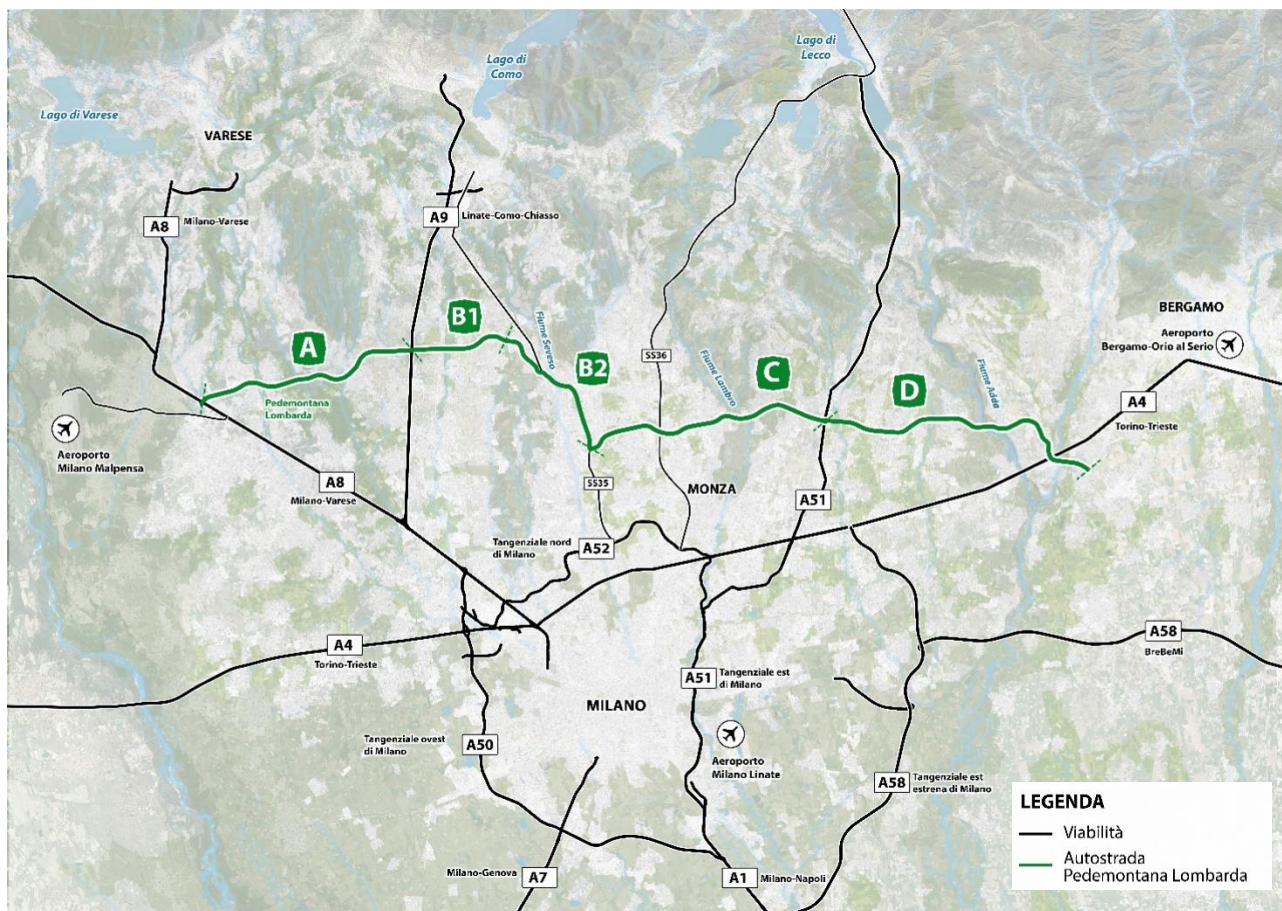 Lago di
Como
Lago di
Lecco
Lago di Varese
VARESE
A8
Milano-Varese
A9
Linate-Como-Chiasso
BERGAMO
Aeroporto
Bergamo-Orio al Serio
A
B1
Fiume Seveso
B2
SS36
Fiume Lambro
C
D
Fiume Adda
A4
Torino-Trieste
Pedemontana
Lombarda
Aeroporto
Milano Malpensa
A8
Milano-Varese
SS35
MONZA
A51
Tangenziale nord
di Milano
A52
A4
Torino-Trieste
A58
BreBeMi
MILANO
A51
Tangenziale est
di Milano
Tangenziale ovest
di Milano
A50
Aeroporto
Milano Linate
A58
Tangenziale est
estrena di Milano
Milano-Genova
A7
A1
Milano-Napoli
LEGENDA
Viabilità
Autostrada
Pedemontana Lombarda